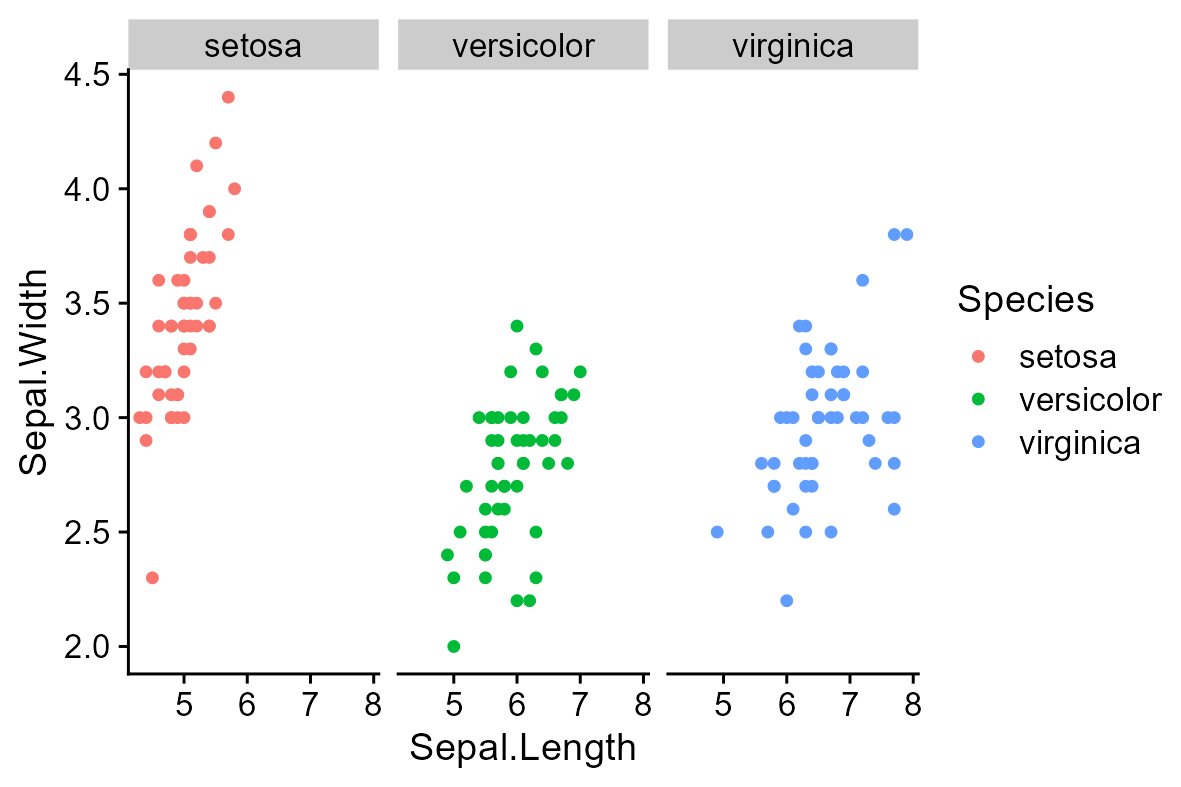 setosa versicolor virginica
4.5
4.0
3.5
3.0
2.5
2.0
Sepal.Width
5 6 7 8 5 6 7 8 5 6 7 8
Sepal.Length
Species
setosa
versicolor
virginica